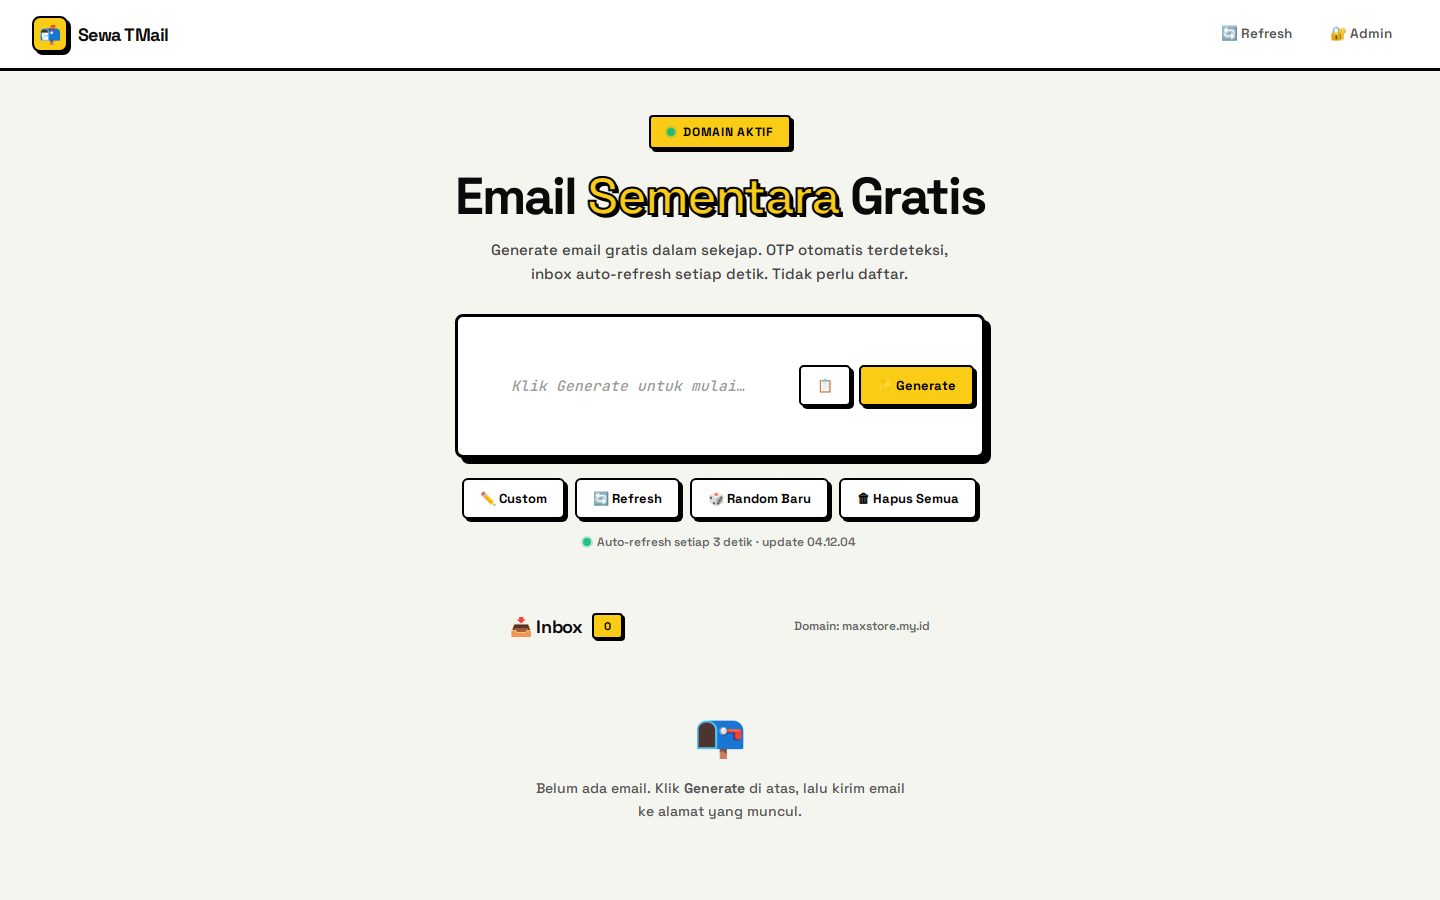 Sewa TMail
Refresh
Admin
DOMAIN AKTIF
Email Sementara Gratis
Generate email gratis dalam sekejap. OTP otomatis terdeteksi,
inbox auto-refresh setiap detik. Tidak perlu daftar.
Klik Generate untuk mulai…
Generate
Custom
Refresh
Random Baru
Hapus Semua
Auto-refresh setiap 3 detik · update 04.12.04
Inbox 0
Domain: maxstore.my.id
Belum ada email. Klik Generate di atas, lalu kirim email
ke alamat yang muncul.